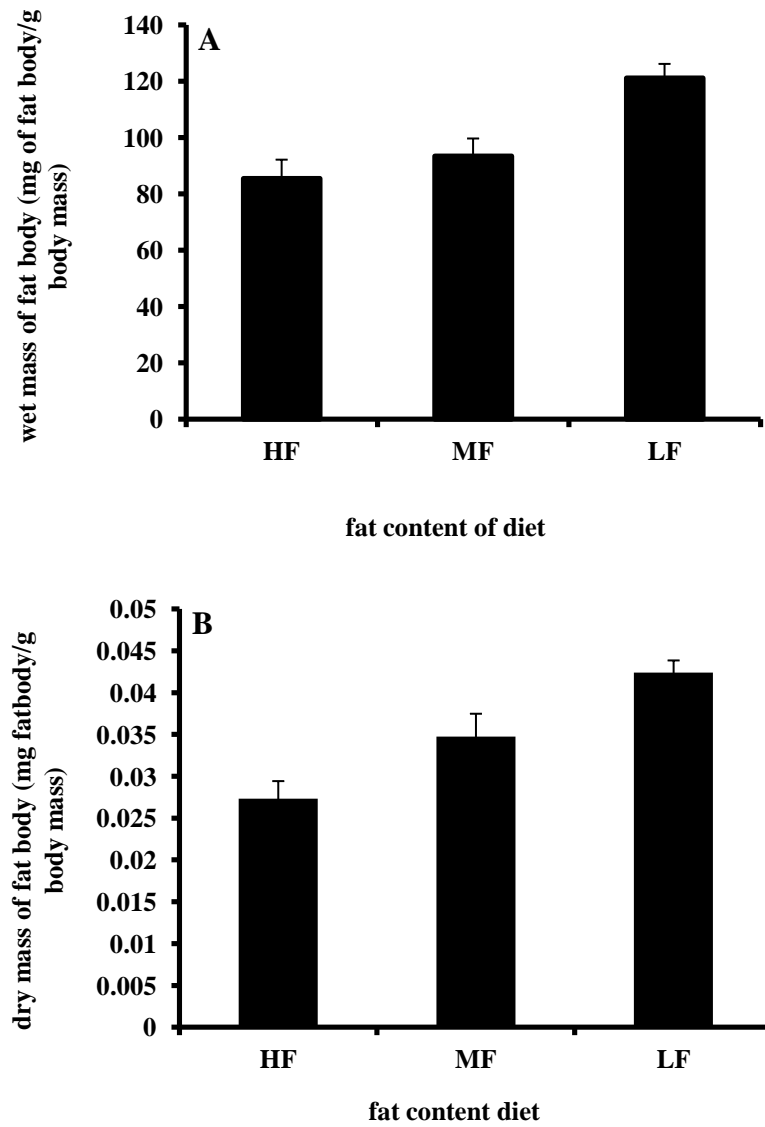 A
wet mass of fat body (mg of fat body/g
body mass)
140
120
100
80
60
40
20
0
HF MF LF
fat content of diet
B
dry mass of fat body (mg fatbody/g
body mass)
0.05
0.045
0.04
0.035
0.03
0.025
0.02
0.015
0.01
0.005
0
HF MF LF
fat content diet